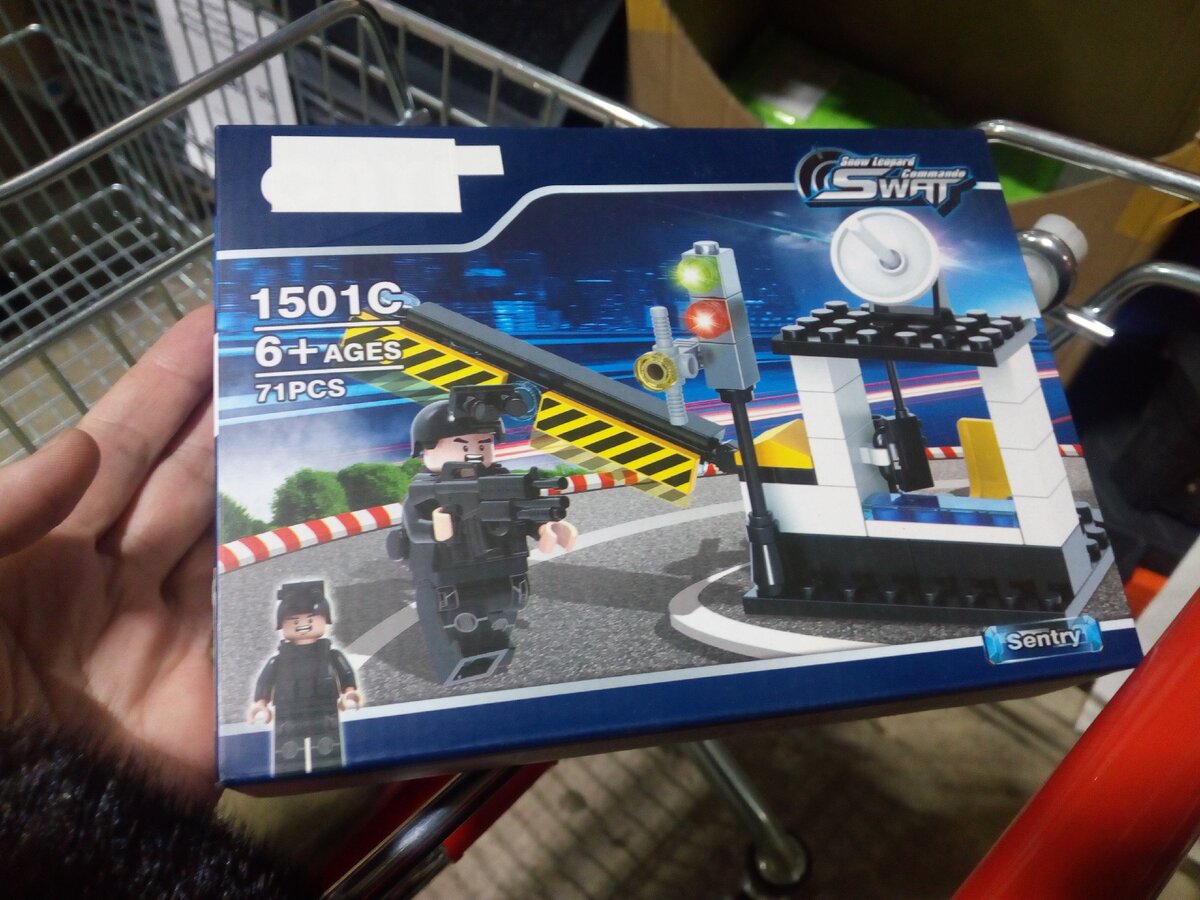 Snow Leopard
Commando
SWAT
1501C
6+AGES
71PCS
Sentry